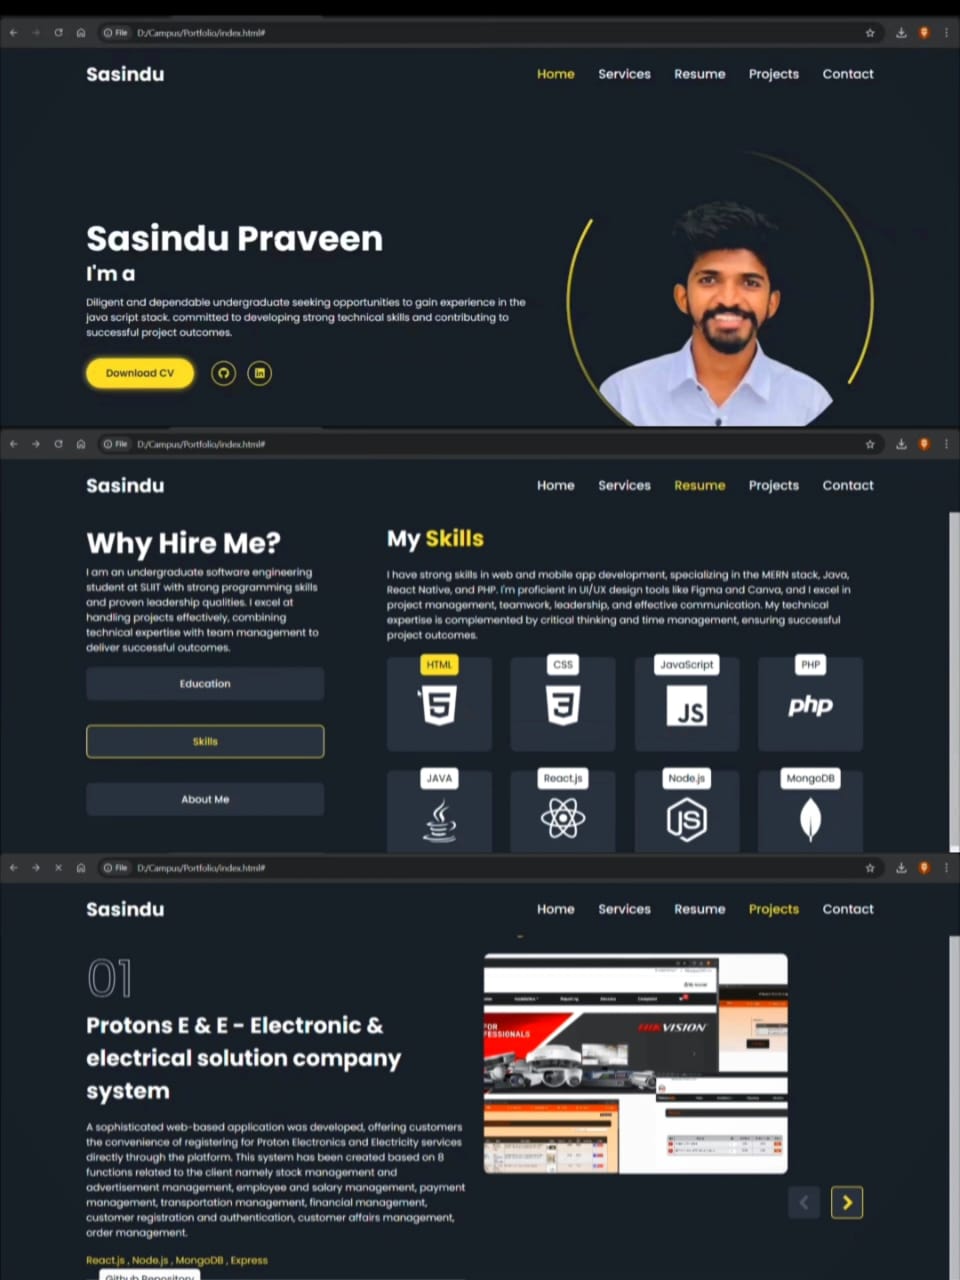 File D:/Campus/Portfolio/index.html#
Sasindu
Home Services Resume Projects Contact
Sasindu Praveen
I'm a
Diligent and dependable undergraduate seeking opportunities to gain experience in the
java script stack. committed to developing strong technical skills and contributing to
successful project outcomes.
Download CV
in
File D:/Campus/Portfolio/index.html#
Sasindu
Home Services Resume Projects Contact
Why Hire Me?
I am an undergraduate software engineering
student at SLIIT with strong programming skills
and proven leadership qualities. I excel at
handling projects effectively, combining
technical expertise with team management to
deliver successful outcomes.
Education
Skills
About Me
My Skills
I have strong skills in web and mobile app development, specializing in the MERN stack, Java,
React Native, and PHP. I'm proficient in UI/UX design tools like Figma and Canva, and I excel in
project management, teamwork, leadership, and effective communication. My technical
expertise is complemented by critical thinking and time management, ensuring successful
project outcomes.
HTML CSS JavaScript PHP
5 3 JS php
JAVA React.js Node.js MongoDB
JS
File D:/Campus/Portfolio/index.html#
Sasindu
Home Services Resume Projects Contact
01
Protons E & E - Electronic &
electrical solution company
system
A sophisticated web-based application was developed, offering customers
the convenience of registering for Proton Electronics and Electricity services
directly through the platform. This system has been created based on 8
functions related to the client namely stock management and
advertisement management, employee and salary management, payment
management, transportation management, financial management,
customer registration and authentication, customer affairs management,
order management.
React.js , Node.js , MongoDB , Express
Github Repository
FOR
HIKVISION